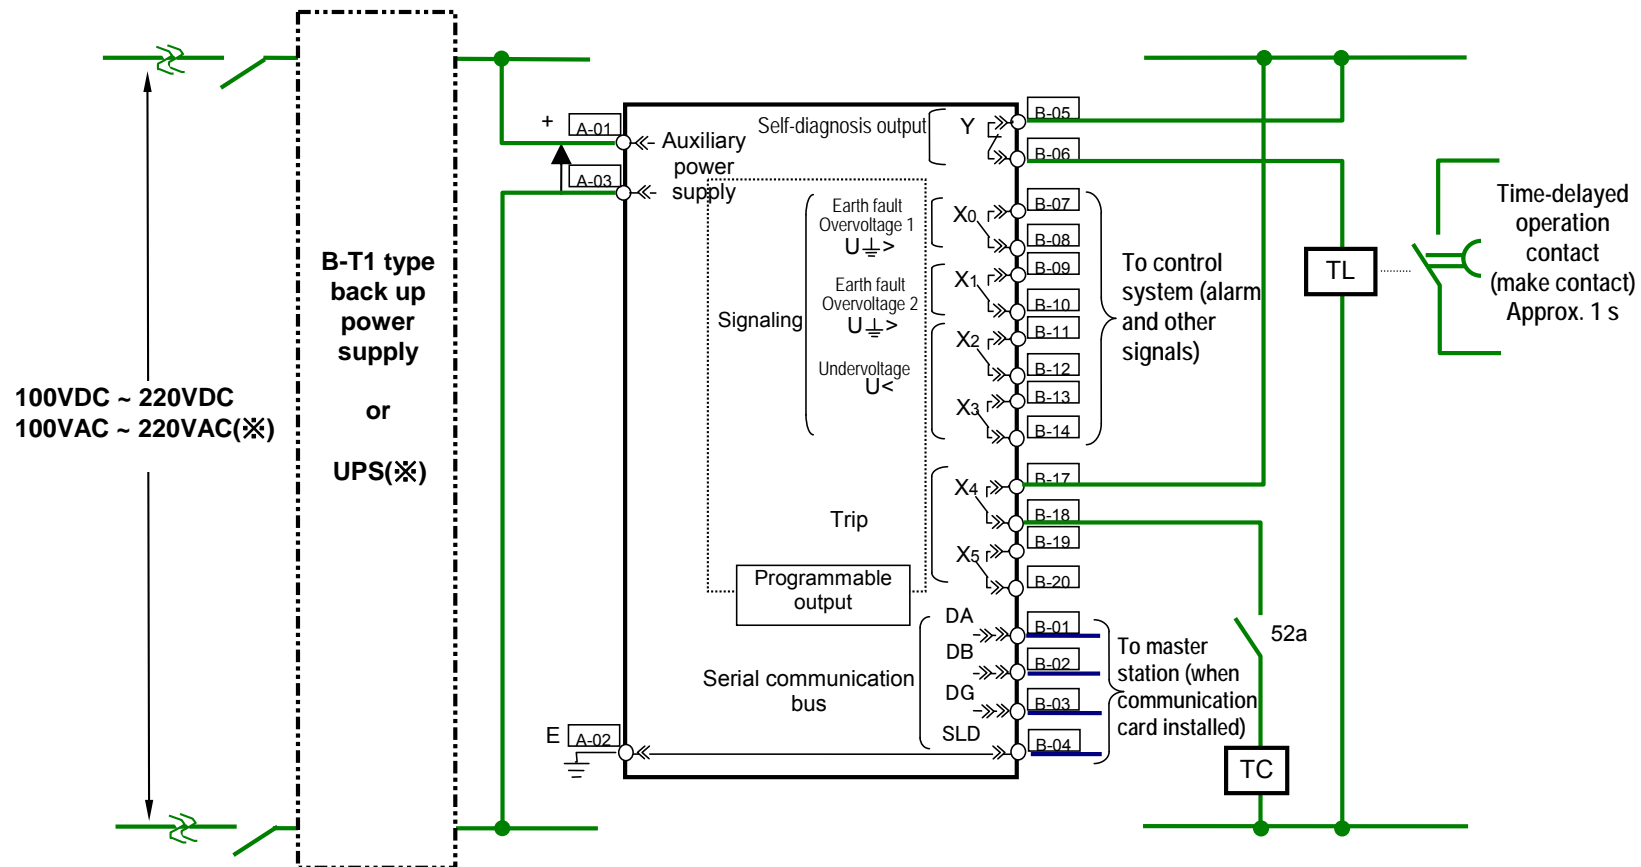 100VDC ~ 220VDC
100VAC ~ 220VAC(※)
B-T1 type
back up
power
supply
or
UPS(※)
+
A-01
A-03
Auxiliary
power
supply
E
A-02
Self-diagnosis output
Y
Signaling
Earth fault
Overvoltage 1
U⏊>
X0
Earth fault
Overvoltage 2
U⏊>
X1
Undervoltage
U<
X2
X3
Trip
X4
X5
Programmable
output
Serial communication
bus
DA
DB
DG
SLD
B-05
B-06
B-07
B-08
B-09
B-10
B-11
B-12
B-13
B-14
B-17
B-18
B-19
B-20
B-01
B-02
B-03
B-04
To control
system (alarm
and other
signals)
To master
station (when
communication
card installed)
52a
TC
TL
Time-delayed
operation
contact
(make contact)
Approx. 1 s